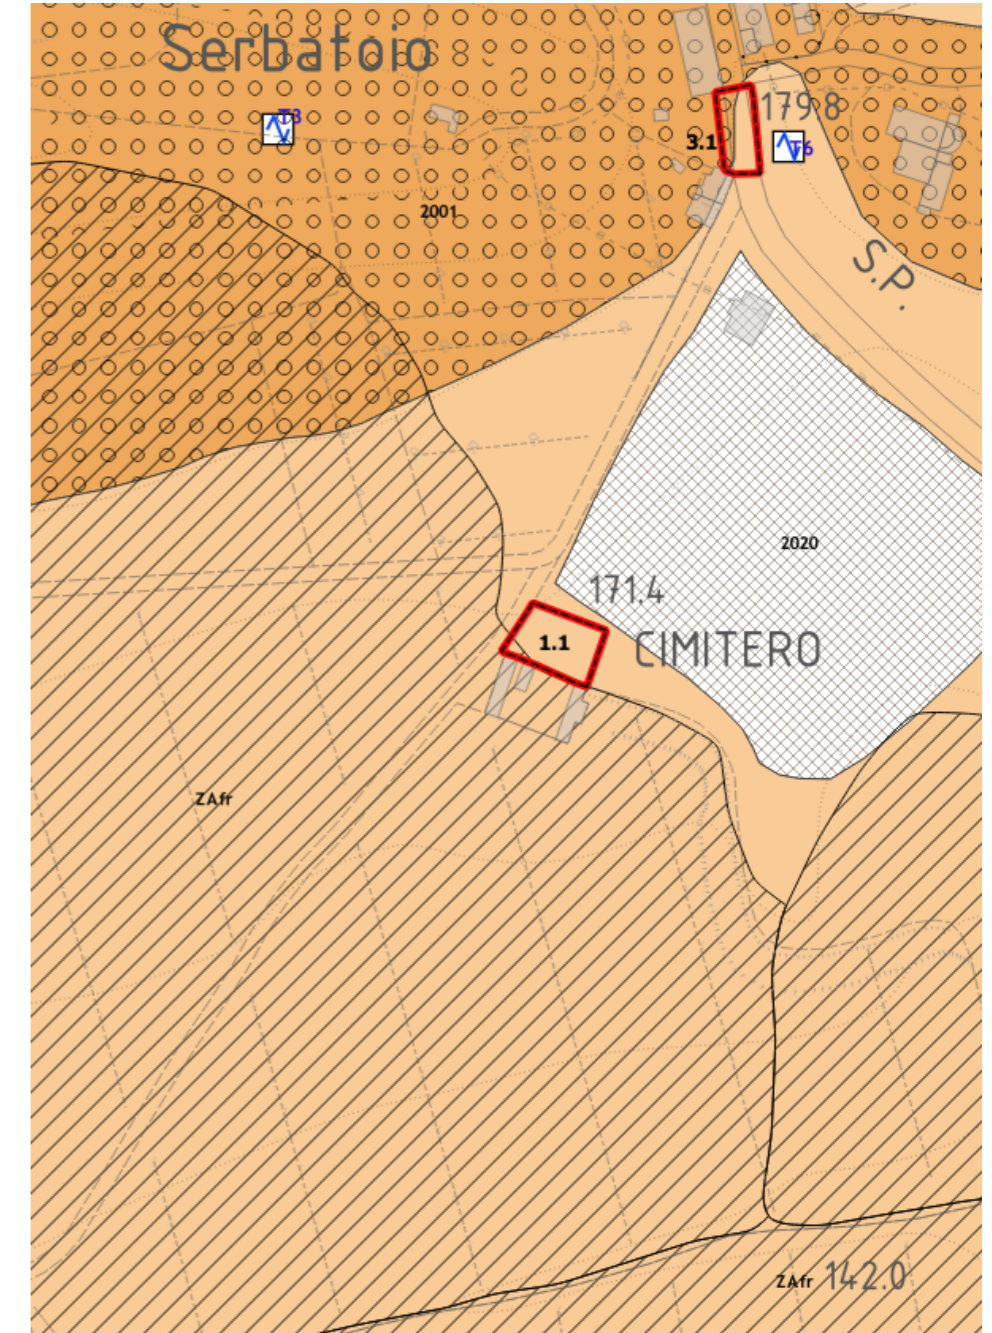 Serbatoio
179.8
T3
3.1
T6
2001
S.P.
2020
171.4
1.1
CIMITERO
ZAfr
ZAfr
142.0